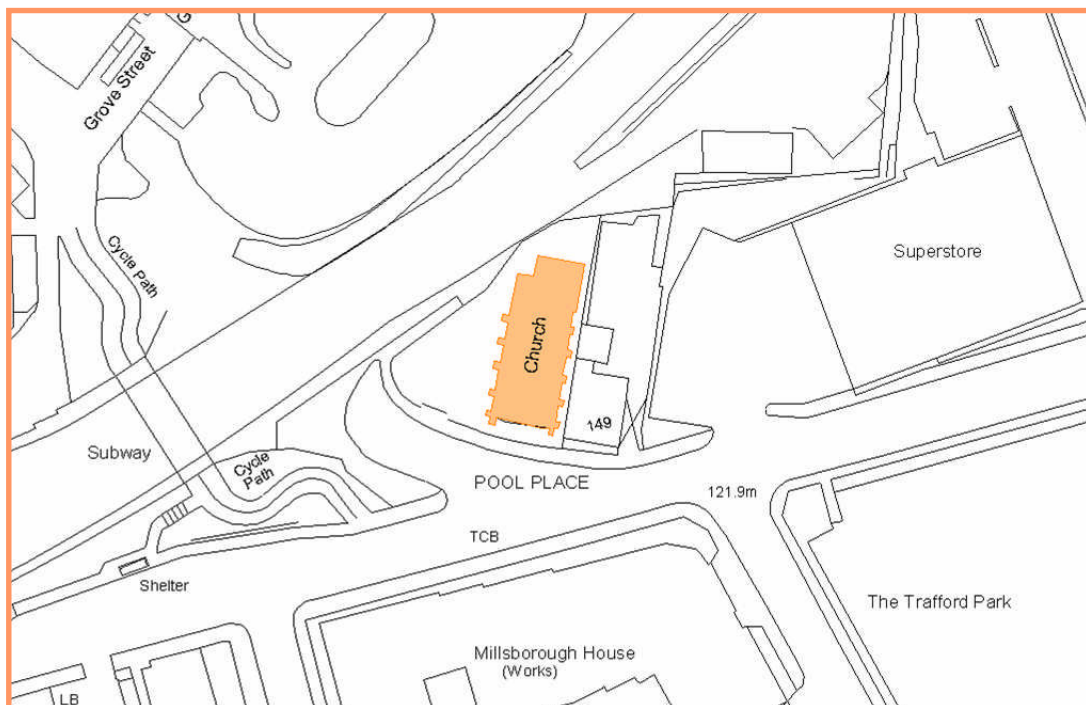 G
Grove Street
Cycle Path
Superstore
Church
149
Subway
Cycle
Path
POOL PLACE
121.9m
TCB
Shelter
The Trafford Park
Millsborough House
(Works)
LB